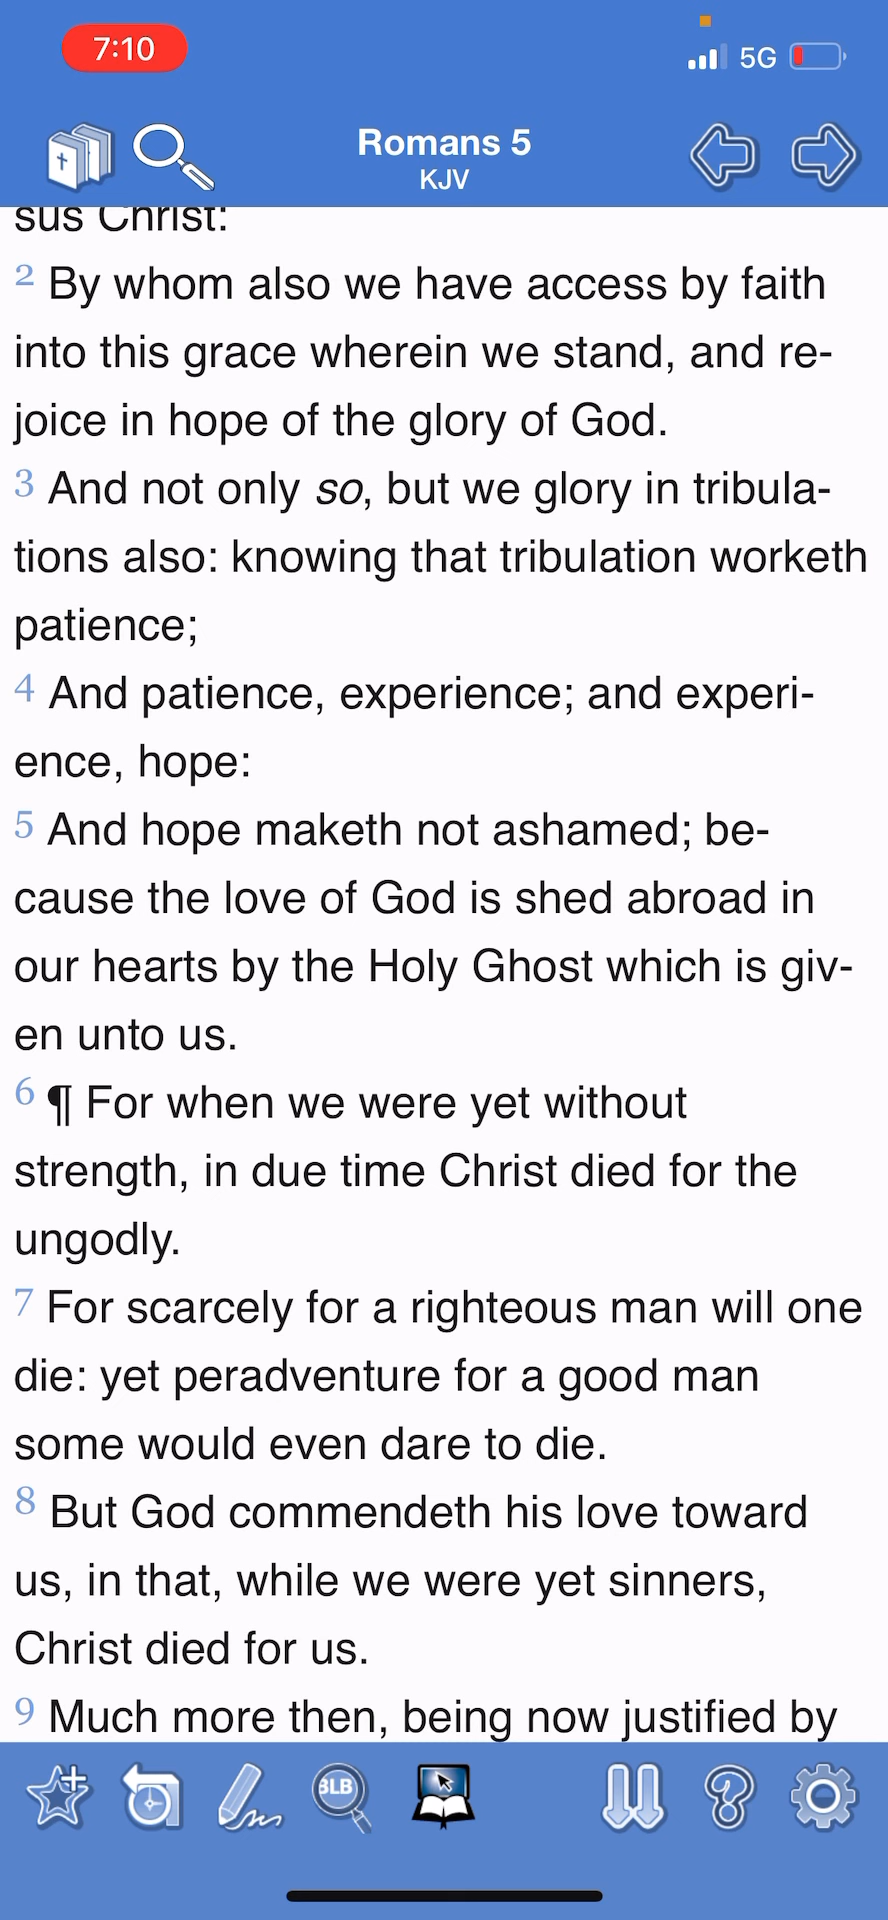 7:10
5G
Romans 5
KJV
sus Christ:
2 By whom also we have access by faith
into this grace wherein we stand, and re-
joice in hope of the glory of God.
3 And not only so, but we glory in tribula-
tions also: knowing that tribulation worketh
patience;
4 And patience, experience; and experi-
ence, hope:
5 And hope maketh not ashamed; be-
cause the love of God is shed abroad in
our hearts by the Holy Ghost which is giv-
en unto us.
6 ¶ For when we were yet without
strength, in due time Christ died for the
ungodly.
7 For scarcely for a righteous man will one
die: yet peradventure for a good man
some would even dare to die.
8 But God commendeth his love toward
us, in that, while we were yet sinners,
Christ died for us.
9 Much more then, being now justified by
BLB